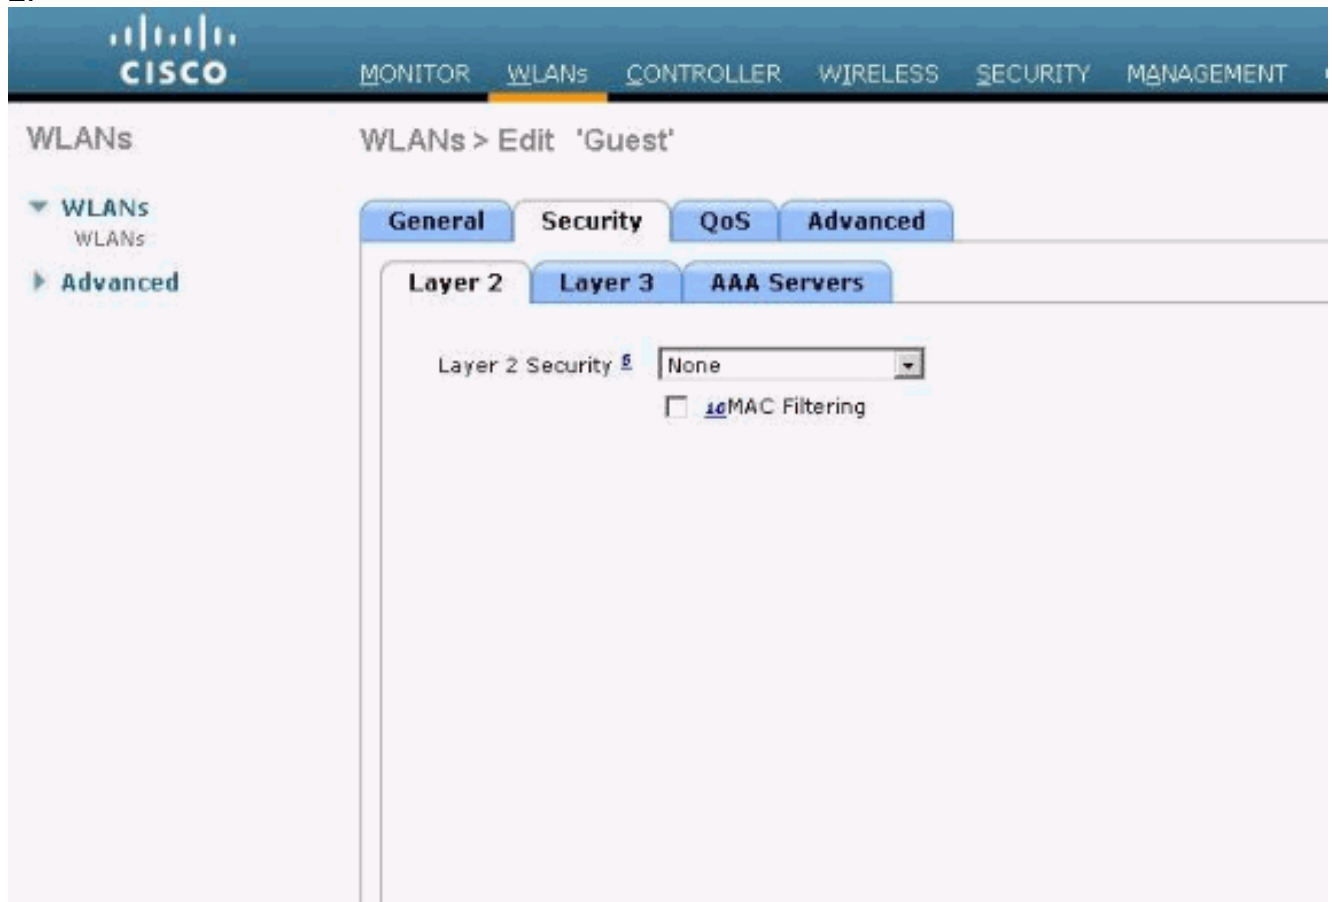 CISCO
MONITOR WLANs CONTROLLER WIRELESS SECURITY MANAGEMENT
WLANs
WLANs > Edit 'Guest'
WLANs
WLANs
Advanced
General Security QoS Advanced
Layer 2 Layer 3 AAA Servers
Layer 2 Security None
MAC Filtering